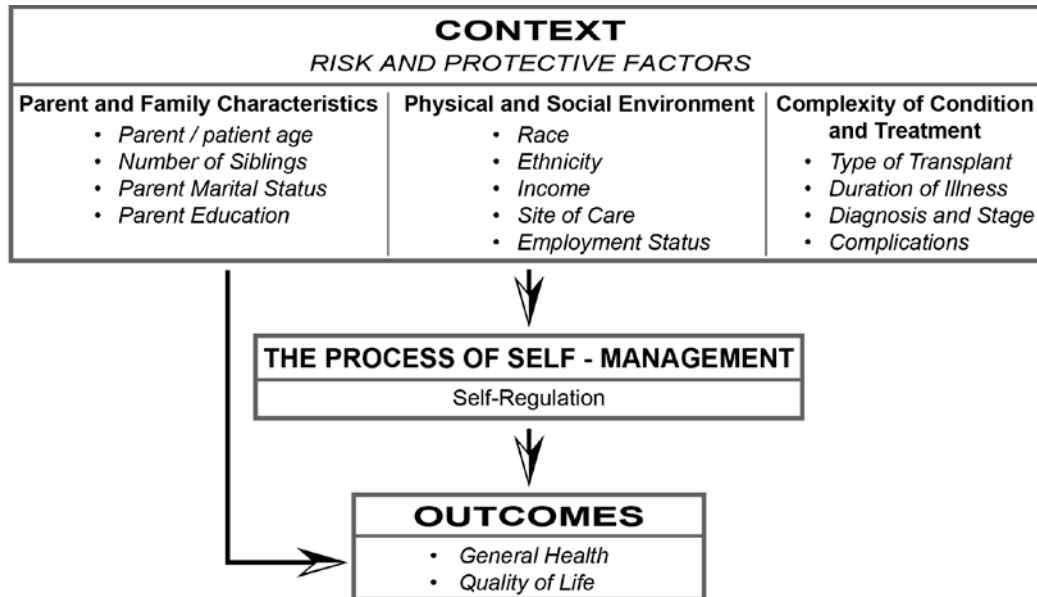 CONTEXT
RISK AND PROTECTIVE FACTORS
Parent and Family Characteristics
• Parent / patient age
• Number of Siblings
• Parent Marital Status
• Parent Education
Physical and Social Environment
• Race
• Ethnicity
• Income
• Site of Care
• Employment Status
Complexity of Condition
and Treatment
• Type of Transplant
• Duration of Illness
• Diagnosis and Stage
• Complications
THE PROCESS OF SELF - MANAGEMENT
Self-Regulation
OUTCOMES
• General Health
• Quality of Life